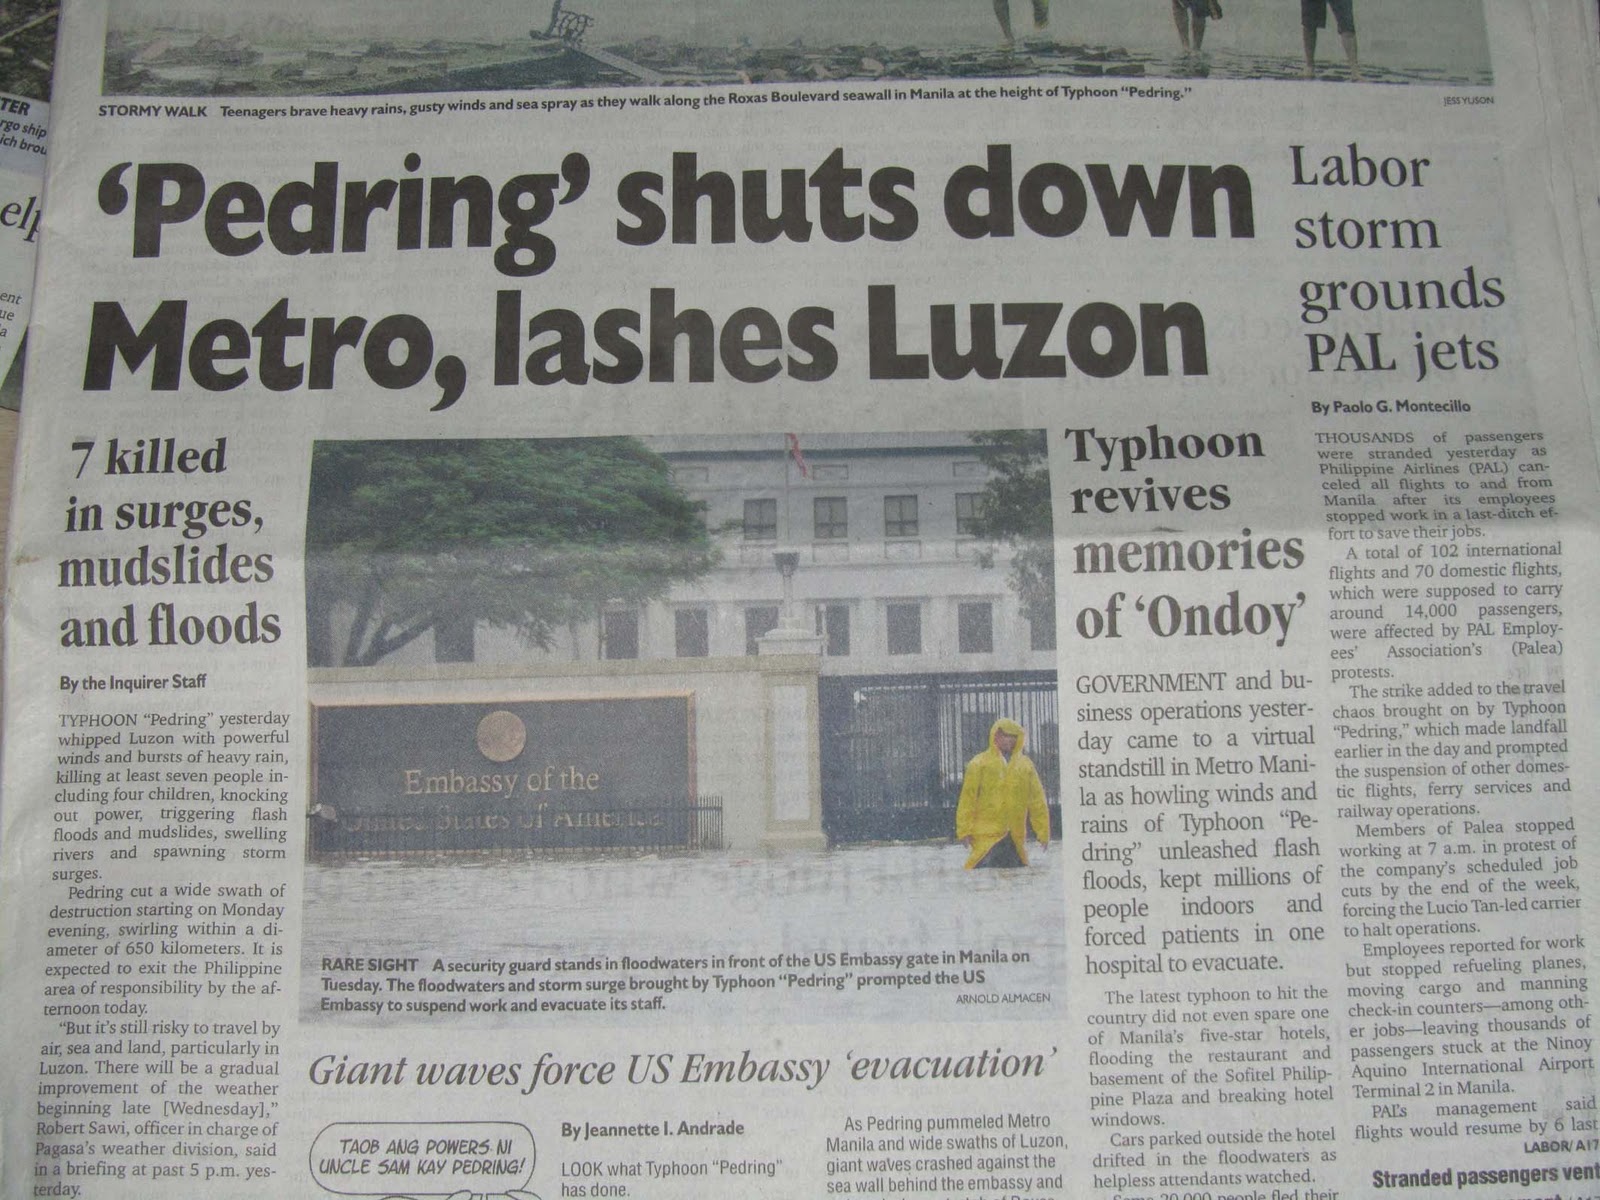 TER
rgo ship
ich brou
elp
ent
ue
a
STORMY WALK Teenagers brave heavy rains, gusty winds and sea spray as they walk along the Roxas Boulevard seawall in Manila at the height of Typhoon “Pedring.”
JESS YUSON
‘Pedring’ shuts down
Metro, lashes Luzon
7 killed
in surges,
mudslides
and floods
By the Inquirer Staff
TYPHOON “Pedring” yesterday
whipped Luzon with powerful
winds and bursts of heavy rain,
killing at least seven people in-
cluding four children, knocking
out power, triggering flash
floods and mudslides, swelling
rivers and spawning storm
surges.
Pedring cut a wide swath of
destruction starting on Monday
evening, swirling within a di-
ameter of 650 kilometers. It is
expected to exit the Philippine
area of responsibility by the af-
ternoon today.
“But it’s still risky to travel by
air, sea and land, particularly in
Luzon. There will be a gradual
improvement of the weather
beginning late [Wednesday],”
Robert Sawi, officer in charge of
Pagasa’s weather division, said
in a briefing at past 5 p.m. yes-
terday.
Embassy of the
United States of America
RARE SIGHT A security guard stands in floodwaters in front of the US Embassy gate in Manila on
Tuesday. The floodwaters and storm surge brought by Typhoon “Pedring” prompted the US
Embassy to suspend work and evacuate its staff.
ARNOLD ALMACEN
Giant waves force US Embassy ‘evacuation’
TAOB ANG POWERS NI
UNCLE SAM KAY PEDRING!
By Jeannette I. Andrade
LOOK what Typhoon “Pedring”
has done.
As Pedring pummeled Metro
Manila and wide swaths of Luzon,
giant waves crashed against the
sea wall behind the embassy and
Typhoon
revives
memories
of ‘Ondoy’
GOVERNMENT and bu-
siness operations yester-
day came to a virtual
standstill in Metro Mani-
la as howling winds and
rains of Typhoon “Pe-
dring” unleashed flash
floods, kept millions of
people indoors and
forced patients in one
hospital to evacuate.
The latest typhoon to hit the
country did not even spare one
of Manila’s five-star hotels,
flooding the restaurant and
basement of the Sofitel Philip-
pine Plaza and breaking hotel
windows.
Cars parked outside the hotel
drifted in the floodwaters as
helpless attendants watched.
Some 20,000 people fled their
Labor
storm
grounds
PAL jets
By Paolo G. Montecillo
THOUSANDS of passengers
were stranded yesterday as
Philippine Airlines (PAL) can-
celed all flights to and from
Manila after its employees
stopped work in a last-ditch ef-
fort to save their jobs.
A total of 102 international
flights and 70 domestic flights,
which were supposed to carry
around 14,000 passengers,
were affected by PAL Employ-
ees’ Association’s (Palea)
protests.
The strike added to the travel
chaos brought on by Typhoon
“Pedring,” which made landfall
earlier in the day and prompted
the suspension of other domes-
tic flights, ferry services and
railway operations.
Members of Palea stopped
working at 7 a.m. in protest of
the company’s scheduled job
cuts by the end of the week,
forcing the Lucio Tan-led carrier
to halt operations.
Employees reported for work
but stopped refueling planes,
moving cargo and manning
check-in counters—among oth-
er jobs—leaving thousands of
passengers stuck at the Ninoy
Aquino International Airport
Terminal 2 in Manila.
PAL’s management said
flights would resume by 6 last
LABOR/ A17
Stranded passengers vent